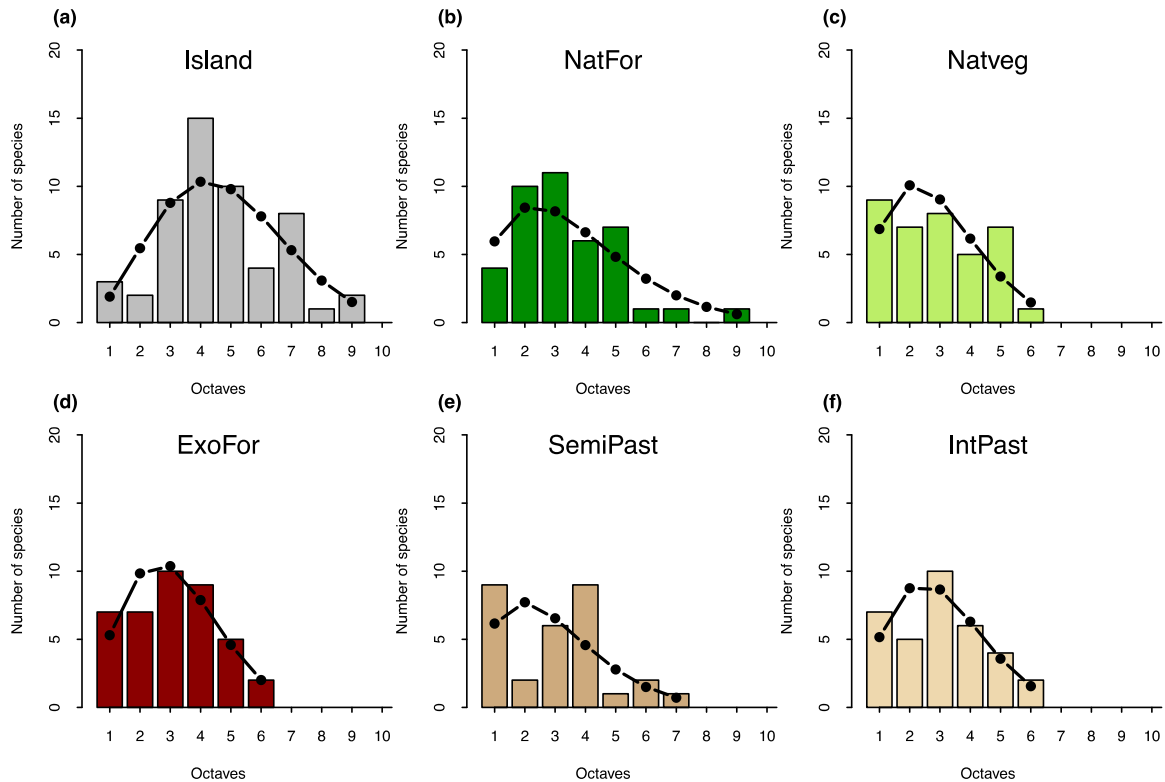 (a)
Island
Number of species
20
15
10
5
0
1 2 3 4 5 6 7 8 9 10
Octaves
(b)
NatFor
Number of species
20
15
10
5
0
1 2 3 4 5 6 7 8 9 10
Octaves
(c)
Natveg
Number of species
20
15
10
5
0
1 2 3 4 5 6 7 8 9 10
Octaves
(d)
ExoFor
Number of species
20
15
10
5
0
1 2 3 4 5 6 7 8 9 10
Octaves
(e)
SemiPast
Number of species
20
15
10
5
0
1 2 3 4 5 6 7 8 9 10
Octaves
(f)
IntPast
Number of species
20
15
10
5
0
1 2 3 4 5 6 7 8 9 10
Octaves